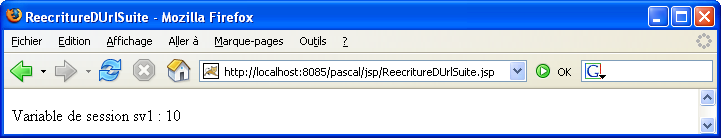 ReecritureDUrlSuite - Mozilla Firefox
Fichier Edition Affichage Aller à Marque-pages Outils ?
http://localhost:8085/pascal/jsp/ReecritureDUrlSuite.jsp OK G
Variable de session sv1 : 10